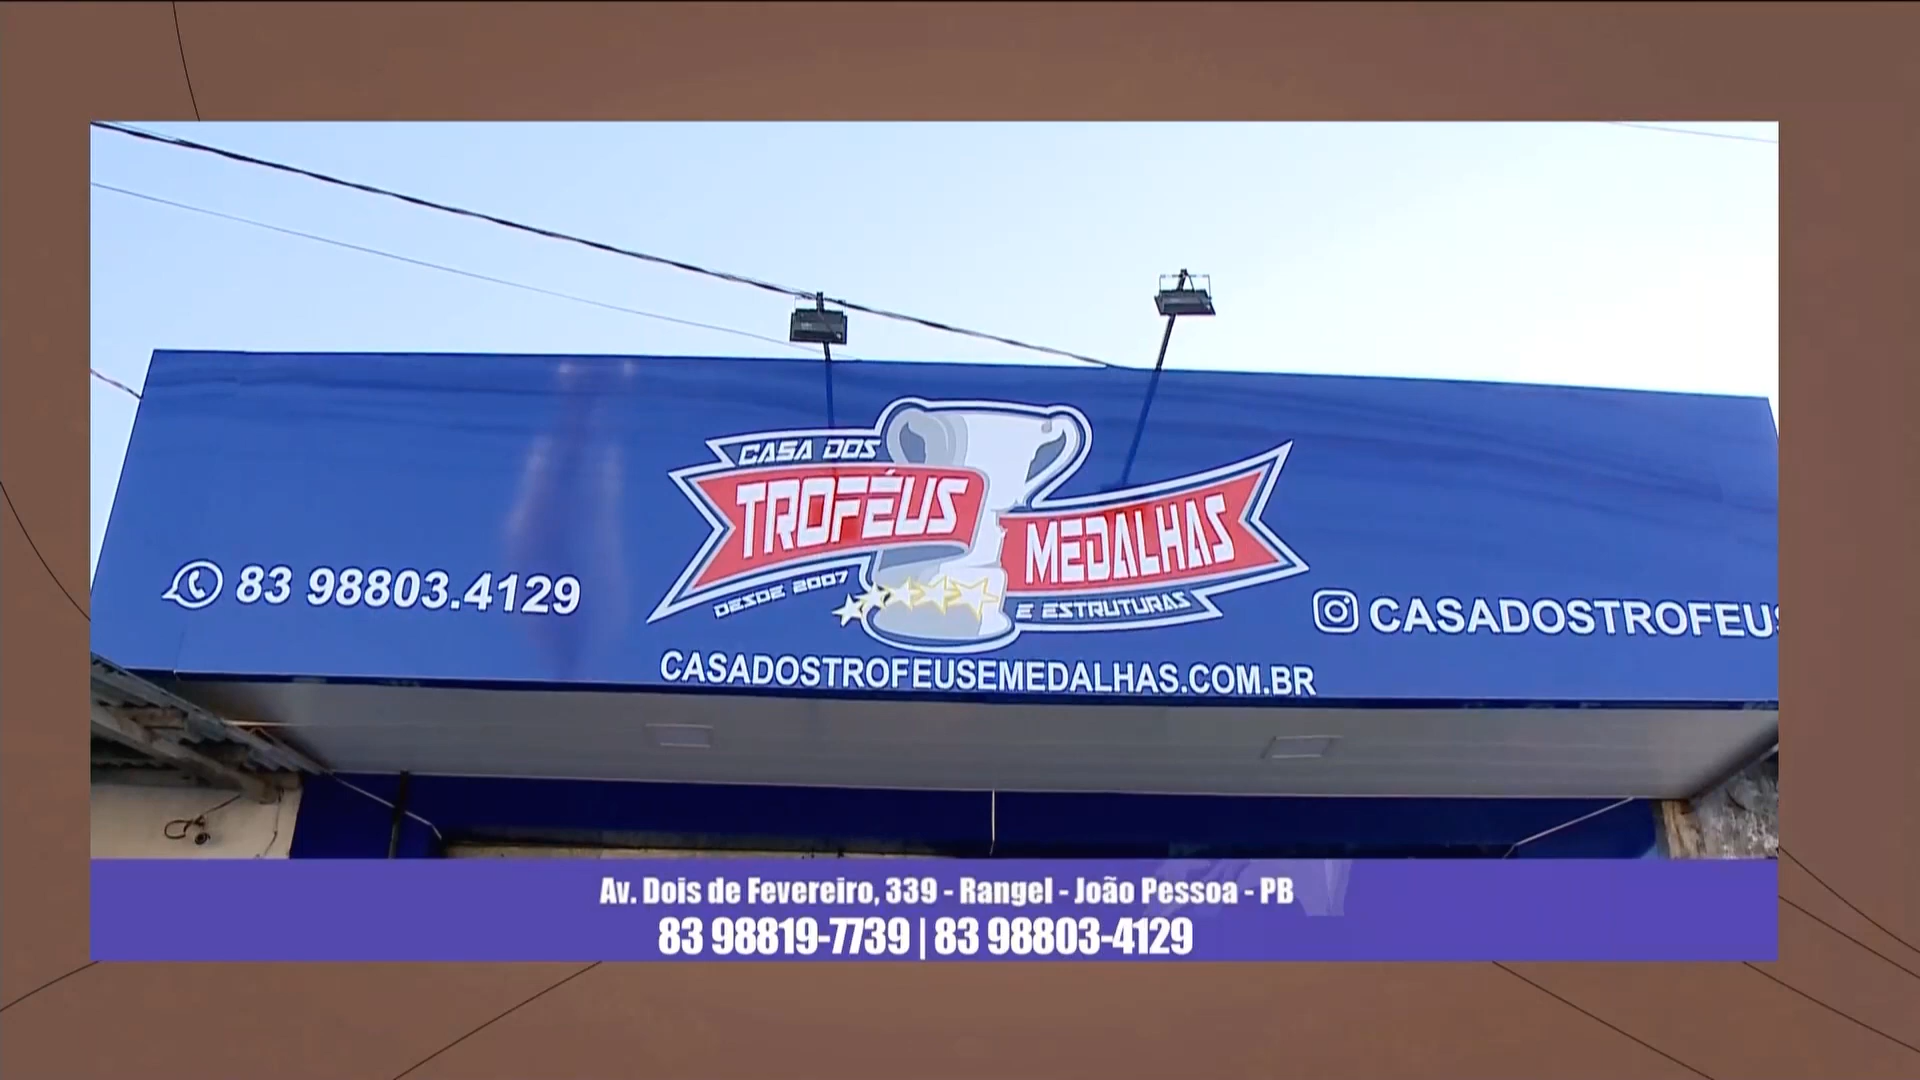 CASA DOS
TROFÉUS
MEDALHAS
DESDE 2007
E ESTRUTURAS
83 98803.4129
CASADOSTROFEUS
CASADOSTROFEUSEMEDALHAS.COM.BR
Av. Dois de Fevereiro, 339 - Rangel - João Pessoa - PB
83 98819-7739 | 83 98803-4129